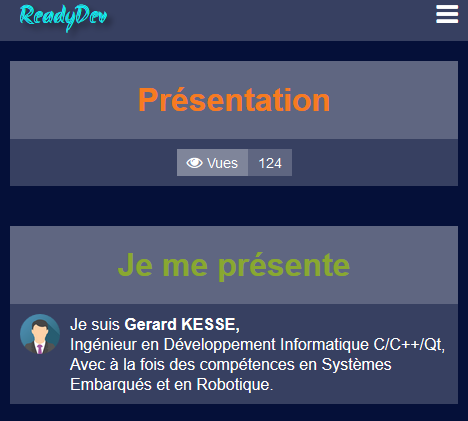 ReadyDev
Présentation
Vues 124
Je me présente
Je suis Gerard KESSE,
Ingénieur en Développement Informatique C/C++/Qt,
Avec à la fois des compétences en Systèmes
Embarqués et en Robotique.